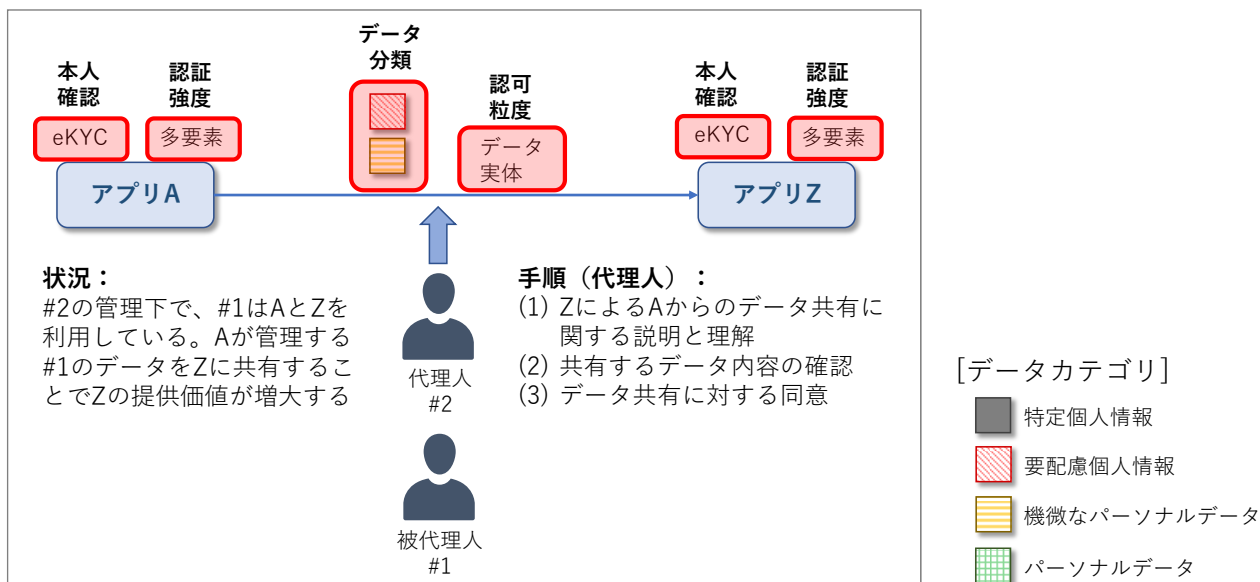 データ
分類
本人
確認
認証
強度
認可
粒度
本人
確認
認証
強度
eKYC
多要素
データ
実体
eKYC
多要素
アプリA
アプリZ
状況：
#2の管理下で、#1はAとZを
利用している。Aが管理する
#1のデータをZに共有するこ
とでZの提供価値が増大する
代理人
#2
被代理人
#1
手順（代理人）：
(1) ZによるAからのデータ共有に
関する説明と理解
(2) 共有するデータ内容の確認
(3) データ共有に対する同意
[データカテゴリ]
特定個人情報
要配慮個人情報
機微なパーソナルデータ
パーソナルデータ